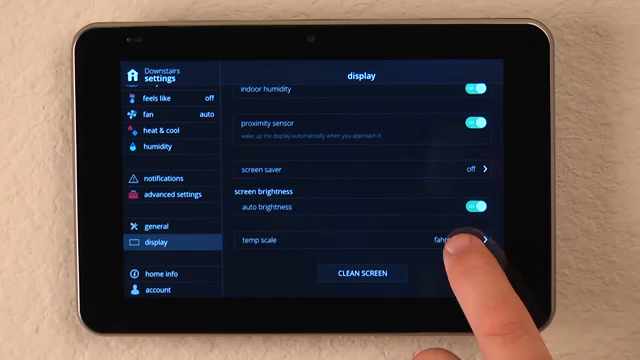 Downstairs
settings
display
indoor humidity
feels like off
fan auto
proximity sensor
wake up the display automatically when you approach it
heat & cool
humidity
screen saver off
notifications
screen brightness
advanced settings
auto brightness
general
display
temp scale
home info
CLEAN SCREEN
account